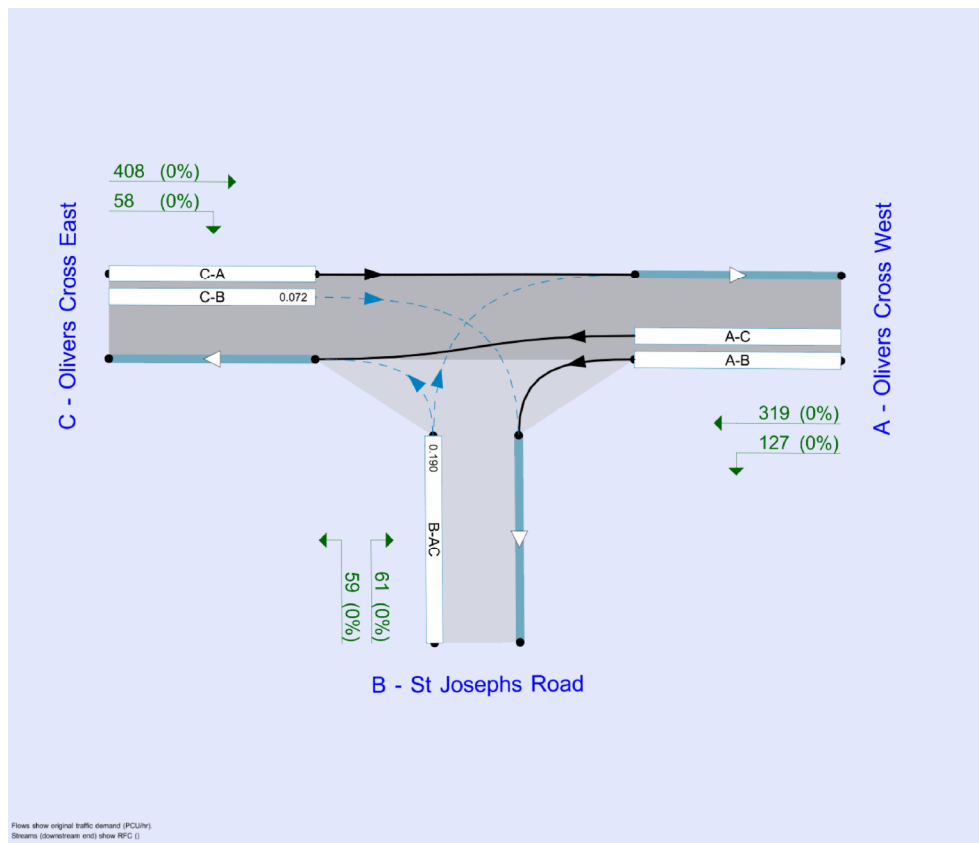 408 (0%)
58 (0%)
C - Olivers Cross East
A - Olivers Cross West
C-A
C-B 0.072
A-C
A-B
319 (0%)
127 (0%)
0.190
B-AC
59 (0%)
61 (0%)
B - St Josephs Road
Flows show original traffic demand (PCU/hr).
Streams (downstream end) show RFC ()